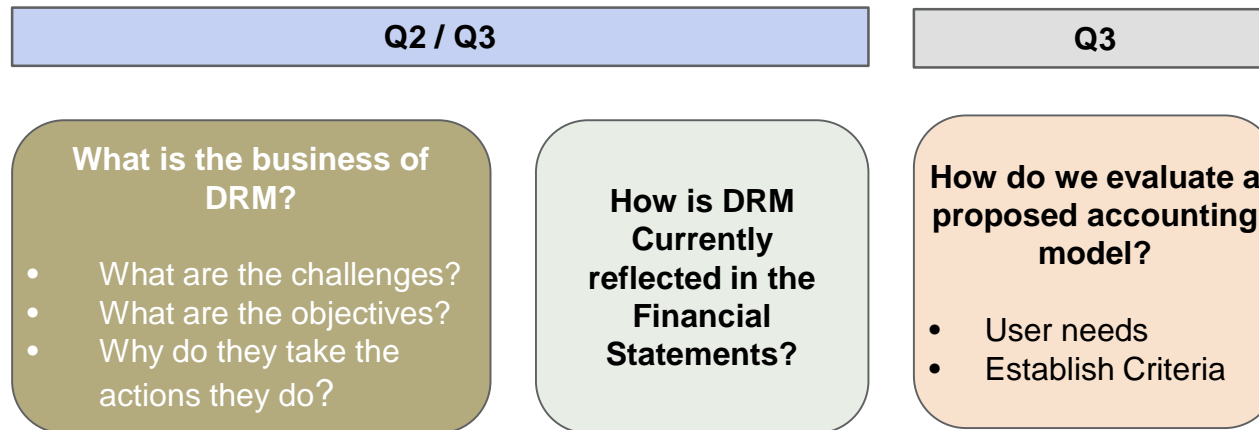 Q2 / Q3
Q3
What is the business of
DRM?
• What are the challenges?
• What are the objectives?
• Why do they take the
actions they do?
How is DRM
Currently
reflected in the
Financial
Statements?
How do we evaluate a
proposed accounting
model?
• User needs
• Establish Criteria